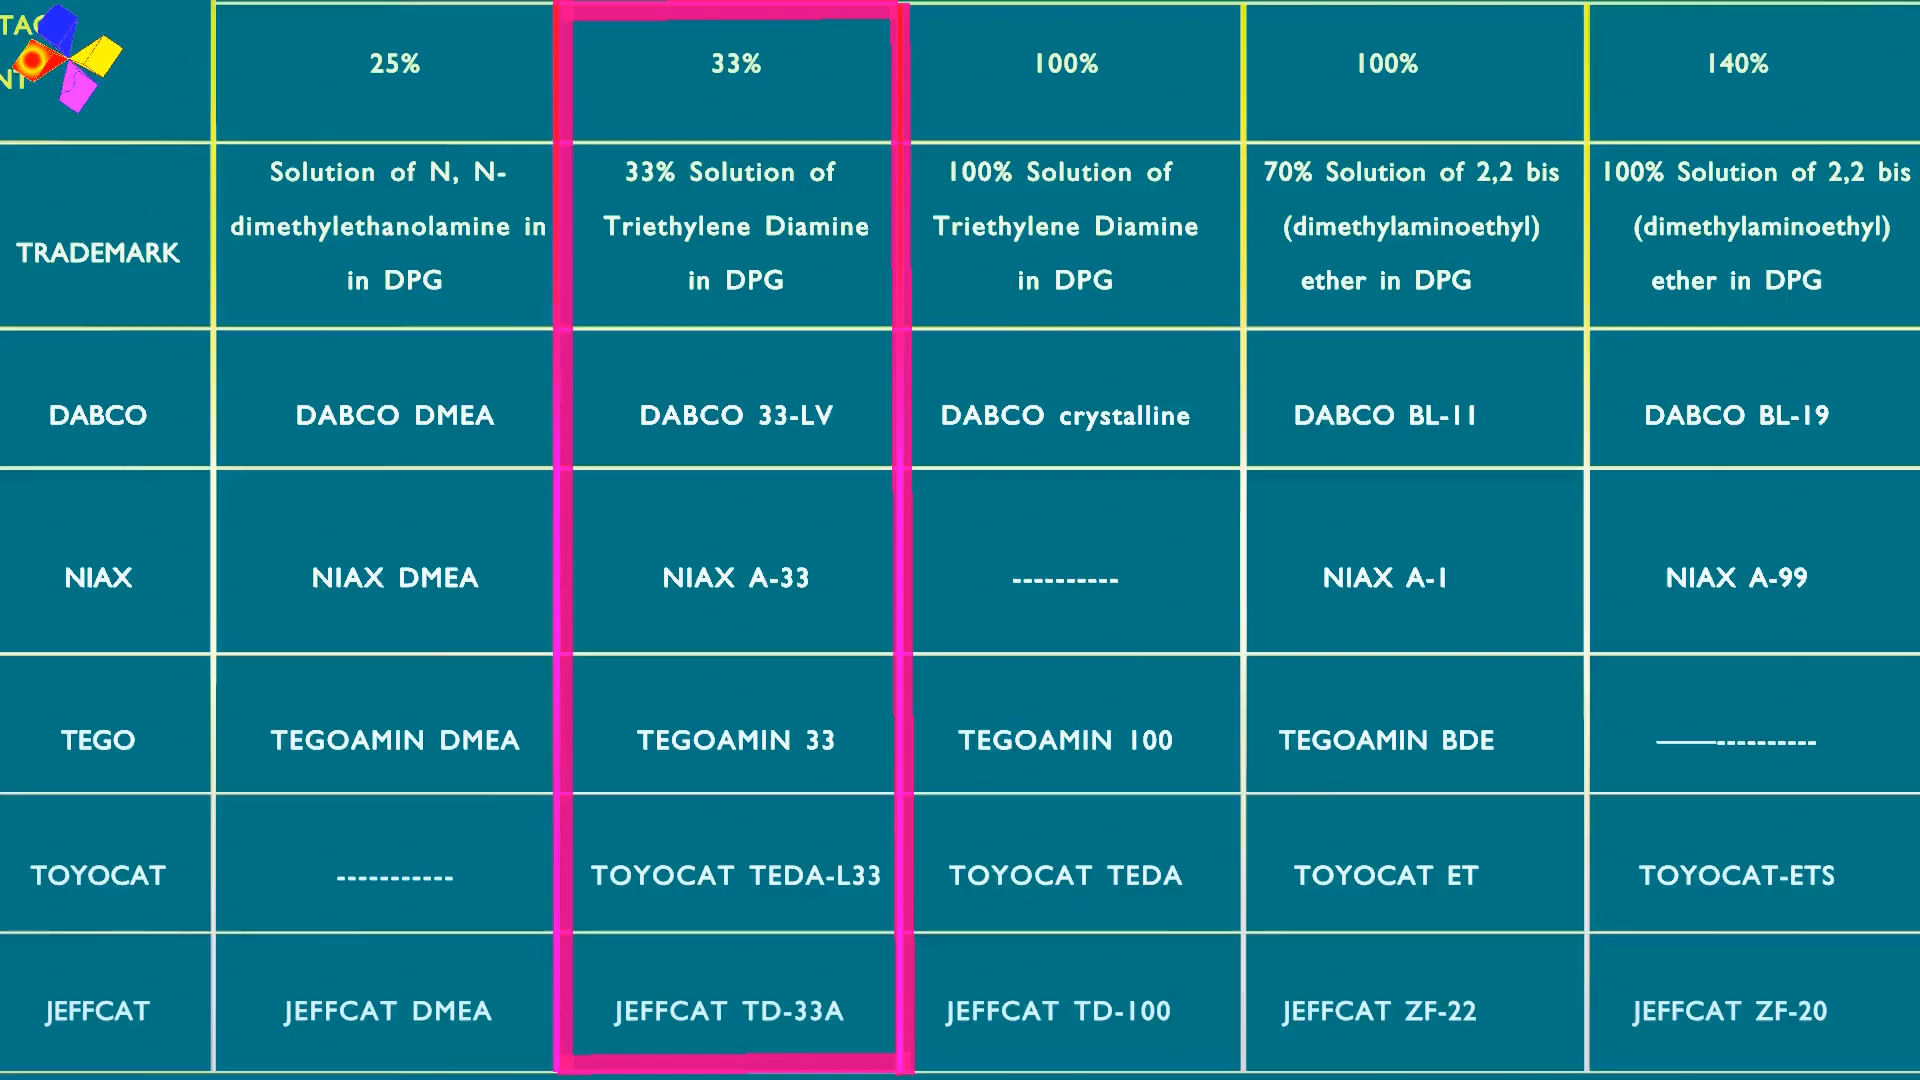 25% 33% 100% 100% 140%
TRADEMARK
Solution of N, N-
dimethylethanolamine in
in DPG
33% Solution of
Triethylene Diamine
in DPG
100% Solution of
Triethylene Diamine
in DPG
70% Solution of 2,2 bis
(dimethylaminoethyl)
ether in DPG
100% Solution of 2,2 bis
(dimethylaminoethyl)
ether in DPG
DABCO DABCO DMEA DABCO 33-LV DABCO crystalline DABCO BL-11 DABCO BL-19
NIAX NIAX DMEA NIAX A-33 ---------- NIAX A-1 NIAX A-99
TEGO TEGOAMIN DMEA TEGOAMIN 33 TEGOAMIN 100 TEGOAMIN BDE ———----------
TOYOCAT ----------- TOYOCAT TEDA-L33 TOYOCAT TEDA TOYOCAT ET TOYOCAT-ETS
JEFFCAT JEFFCAT DMEA JEFFCAT TD-33A JEFFCAT TD-100 JEFFCAT ZF-22 JEFFCAT ZF-20